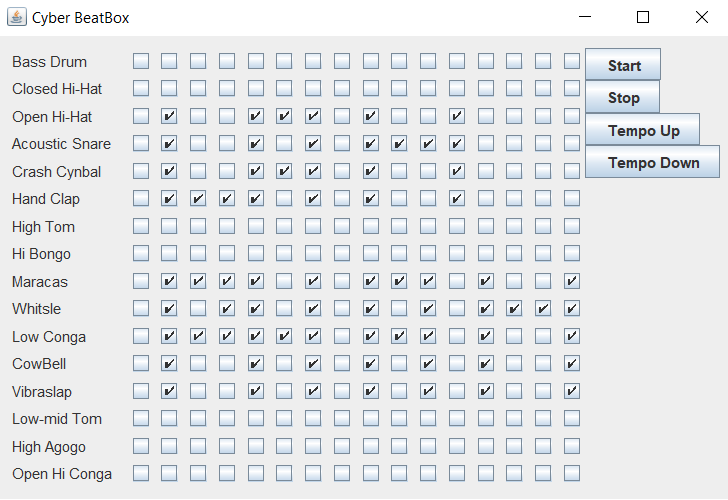 Cyber BeatBox
Bass Drum
Start
Closed Hi-Hat
Stop
Open Hi-Hat
Tempo Up
Acoustic Snare
Tempo Down
Crash Cynbal
Hand Clap
High Tom
Hi Bongo
Maracas
Whitsle
Low Conga
CowBell
Vibraslap
Low-mid Tom
High Agogo
Open Hi Conga